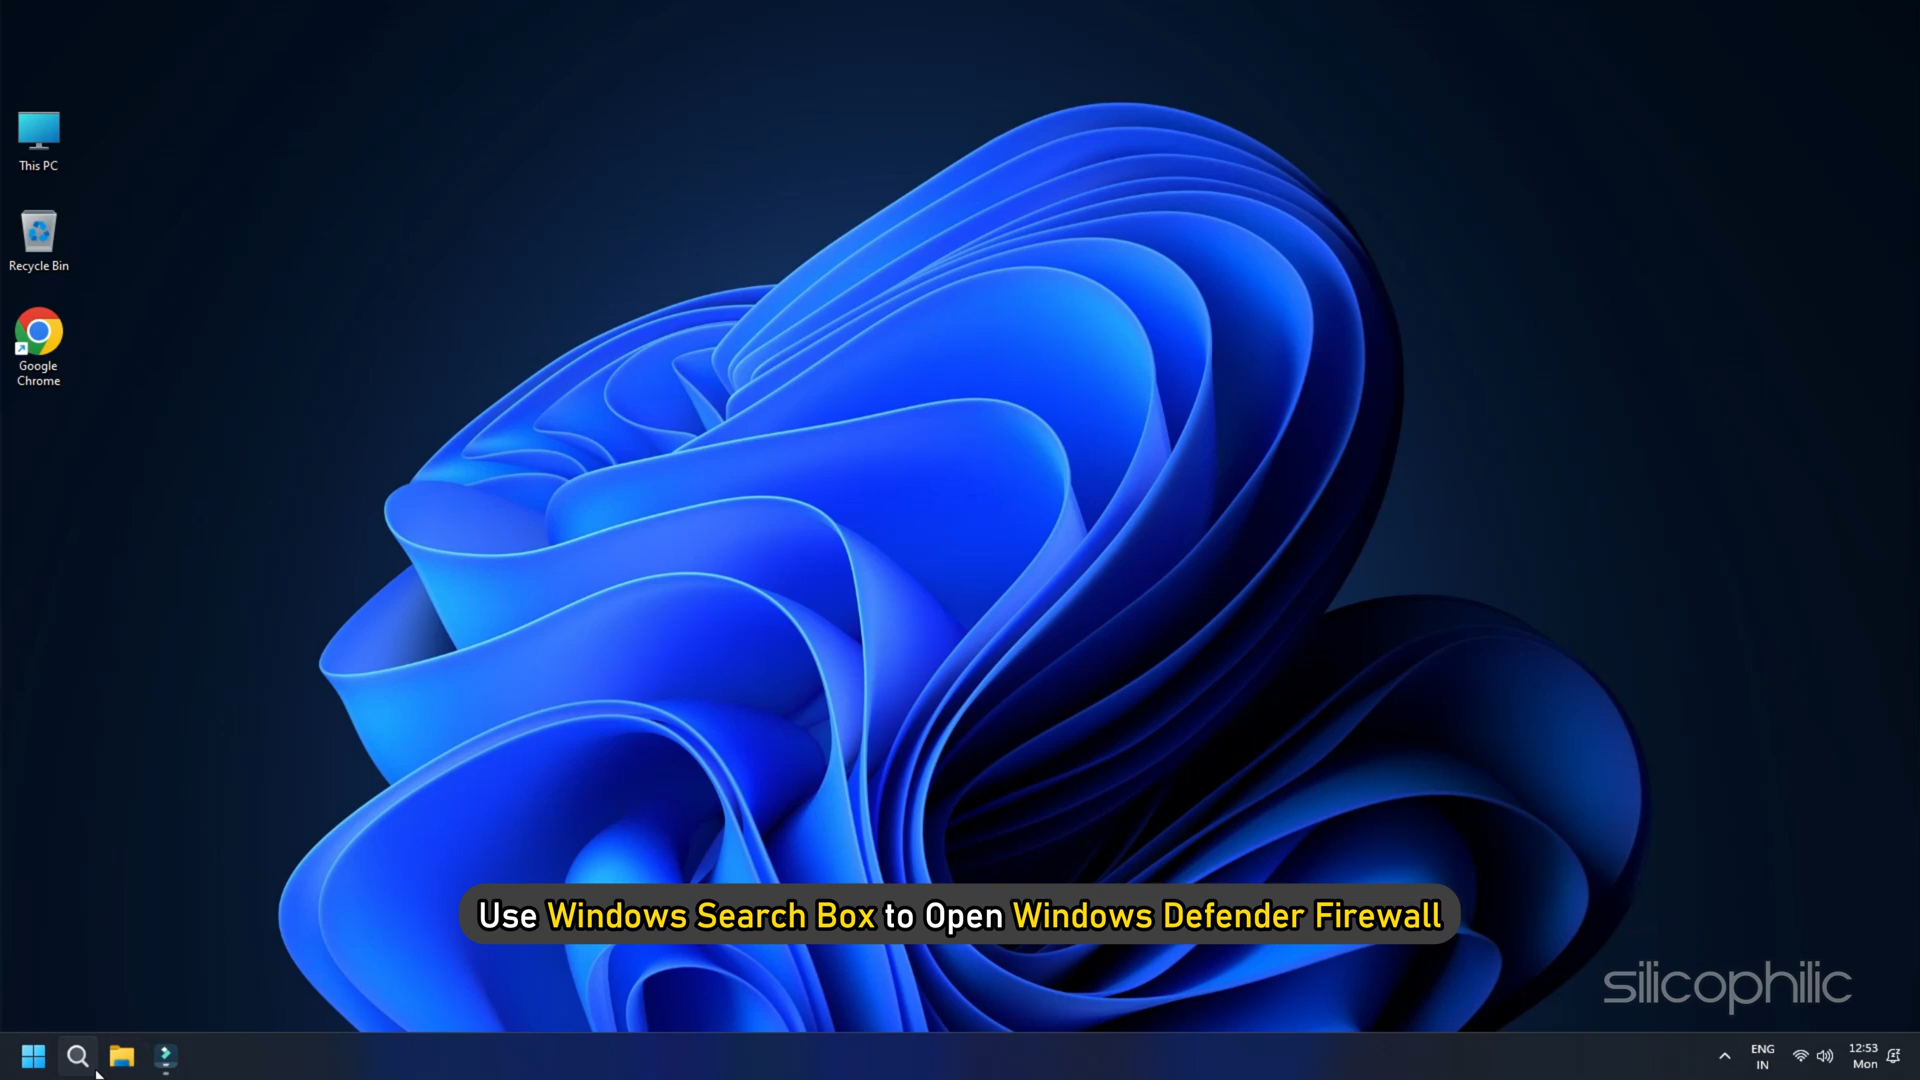 This PC
Recycle Bin
Google
Chrome
Use Windows Search Box to Open Windows Defender Firewall
silicophilic
ENG
IN
12:53
Mon